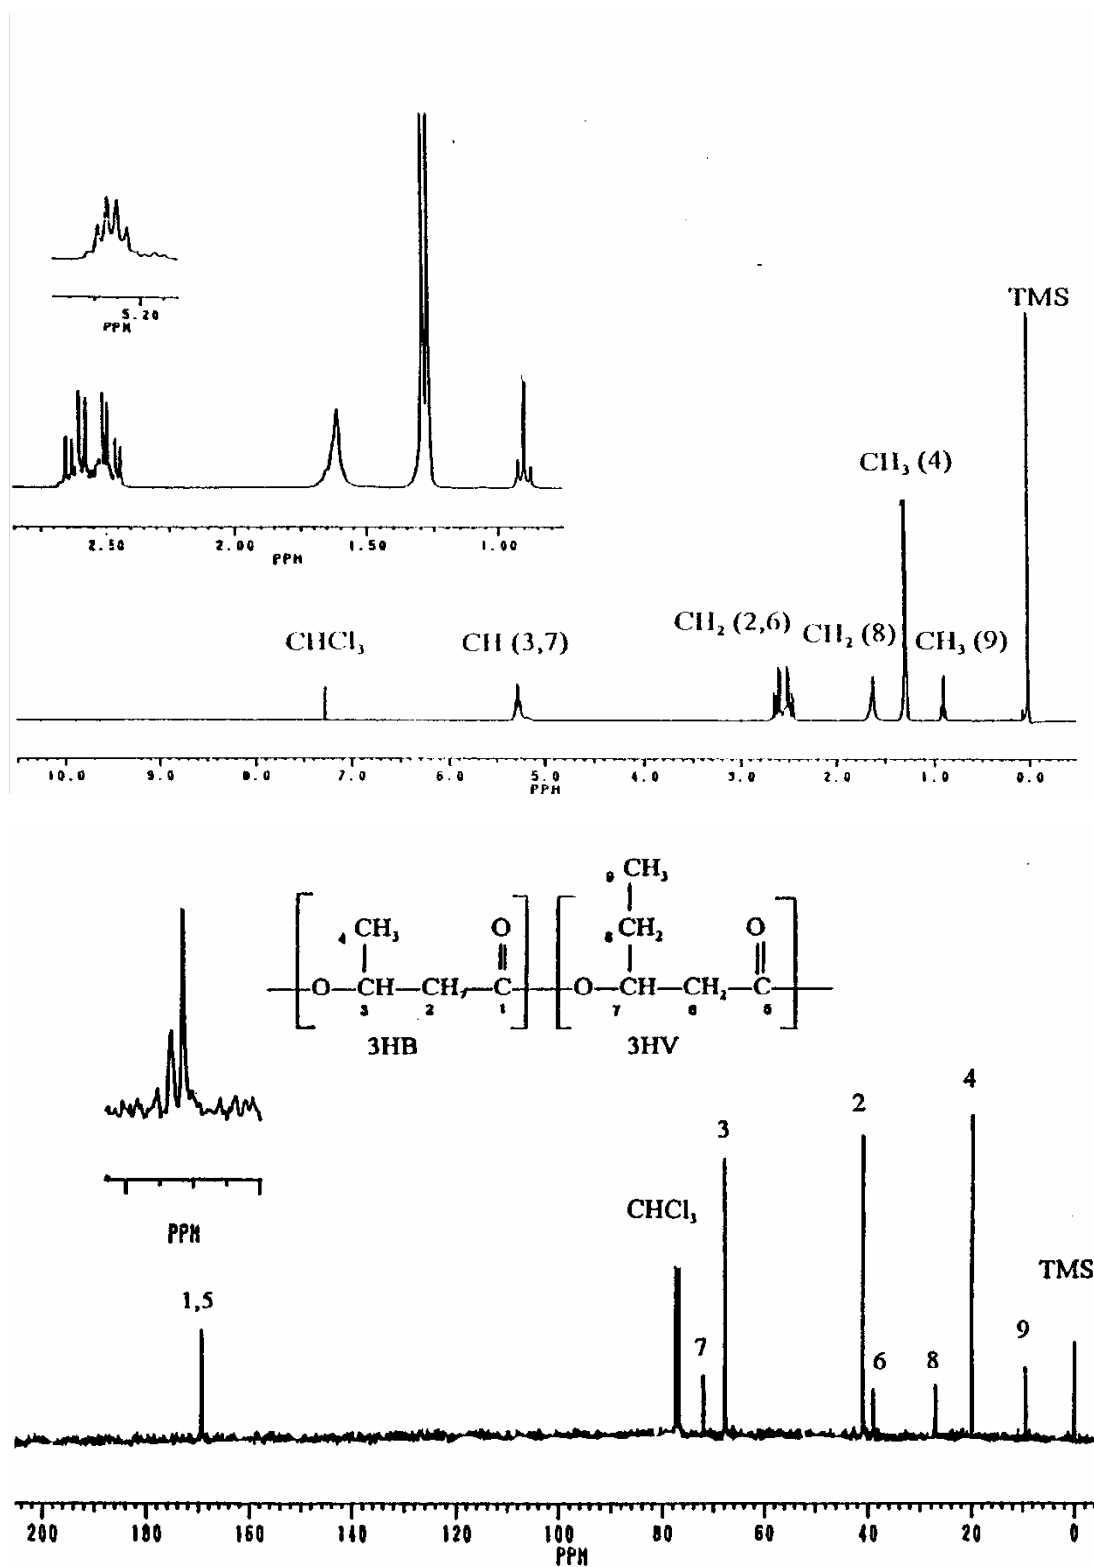 TMS
5.20
PPM
CH₃ (4)
2.50 2.00 1.50 1.00
PPM
CHCl₃ CH (3,7) CH₂ (2,6) CH₂ (8) CH₃ (9)
10.0 9.0 8.0 7.0 6.0 5.0 4.0 3.0 2.0 1.0 0.0
PPM
9 CH₃
4 CH₃ O 8 CH₂ O
O—CH—CH₂—C—O—CH—CH₂—C
3 2 1 7 6 5
3HB 3HV
4
2
3
CHCl₃
PPM
TMS
1,5
9
7
6 8
200 180 160 140 120 100 80 60 40 20 0
PPM